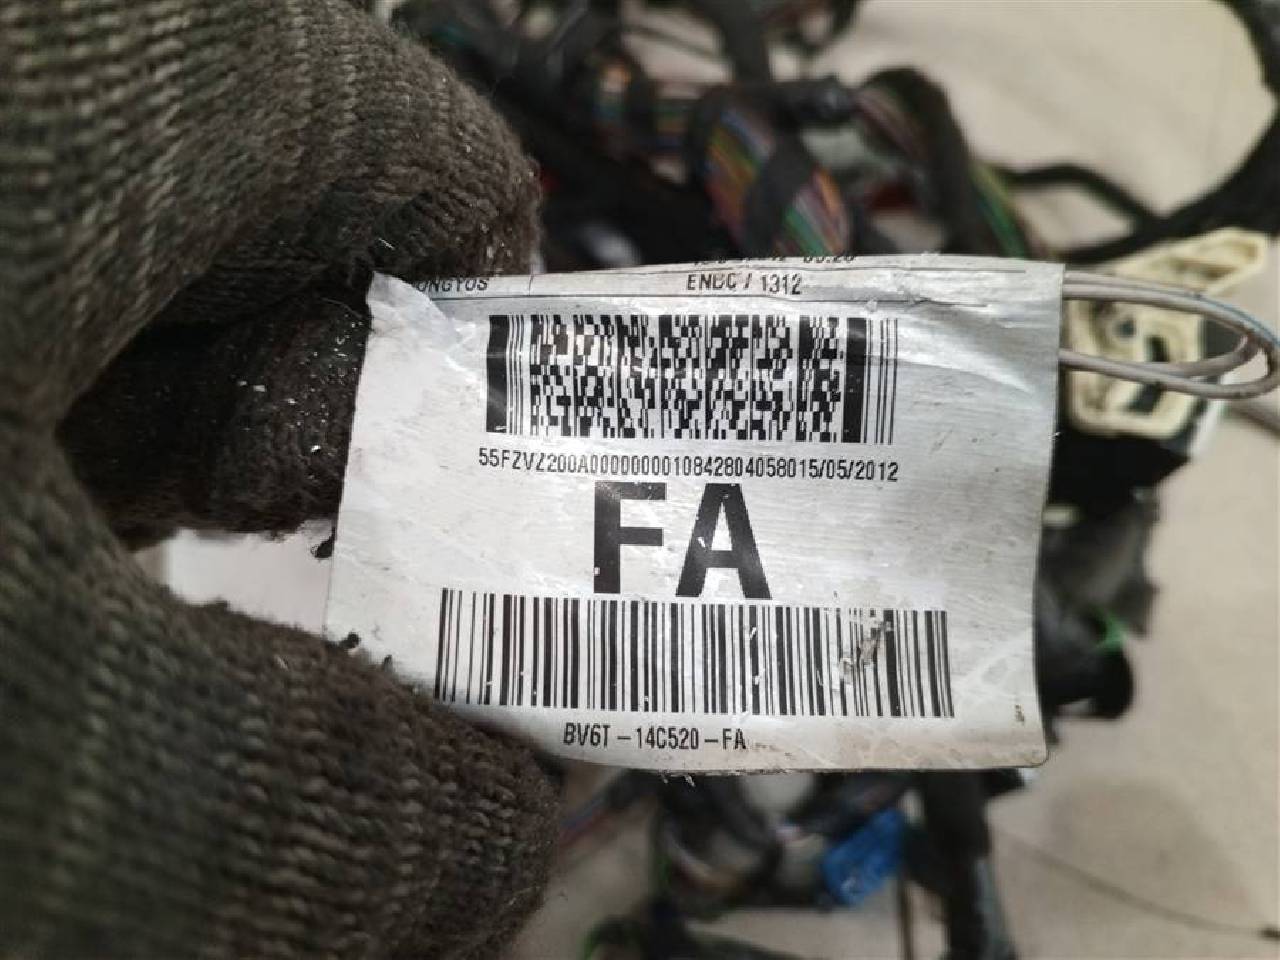 ENBC / 1312
55FZVZ200A0000000010842804058015/05/2012
FA
BV6T-14C520-FA